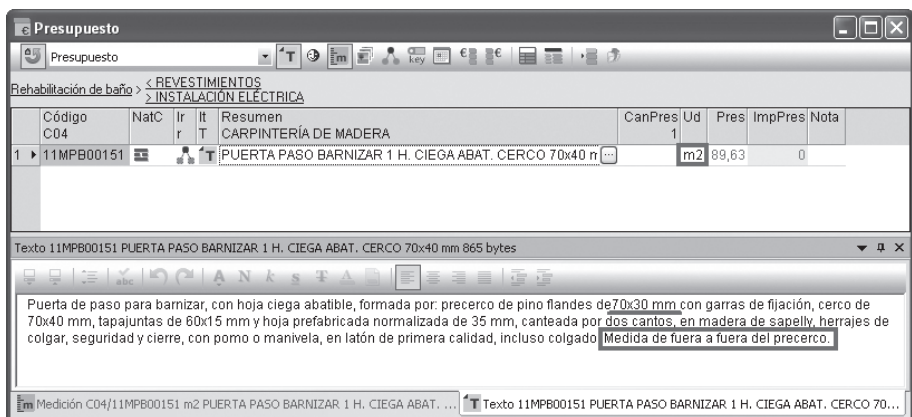 Presupuesto
Presupuesto
key
Rehabilitación de baño > < REVESTIMIENTOS
> INSTALACIÓN ELÉCTRICA
Código NatC Ir It Resumen CanPres Ud Pres ImpPres Nota
C04 r T CARPINTERÍA DE MADERA 1
1 11MPB00151 PUERTA PASO BARNIZAR 1 H. CIEGA ABAT. CERCO 70x40 m ... m2 89,63 0
Texto 11MPB00151 PUERTA PASO BARNIZAR 1 H. CIEGA ABAT. CERCO 70x40 mm 865 bytes
abc A N k s T A
Puerta de paso para barnizar, con hoja ciega abatible, formada por: precerco de pino flandes de70x30 mm con garras de fijación, cerco de
70x40 mm, tapajuntas de 60x15 mm y hoja prefabricada normalizada de 35 mm, canteada por dos cantos, en madera de sapelly, herrajes de
colgar, seguridad y cierre, con pomo o manivela, en latón de primera calidad, incluso colgado. Medida de fuera a fuera del precerco.
Medición C04/11MPB00151 m2 PUERTA PASO BARNIZAR 1 H. CIEGA ABAT. ... T Texto 11MPB00151 PUERTA PASO BARNIZAR 1 H. CIEGA ABAT. CERCO 70...